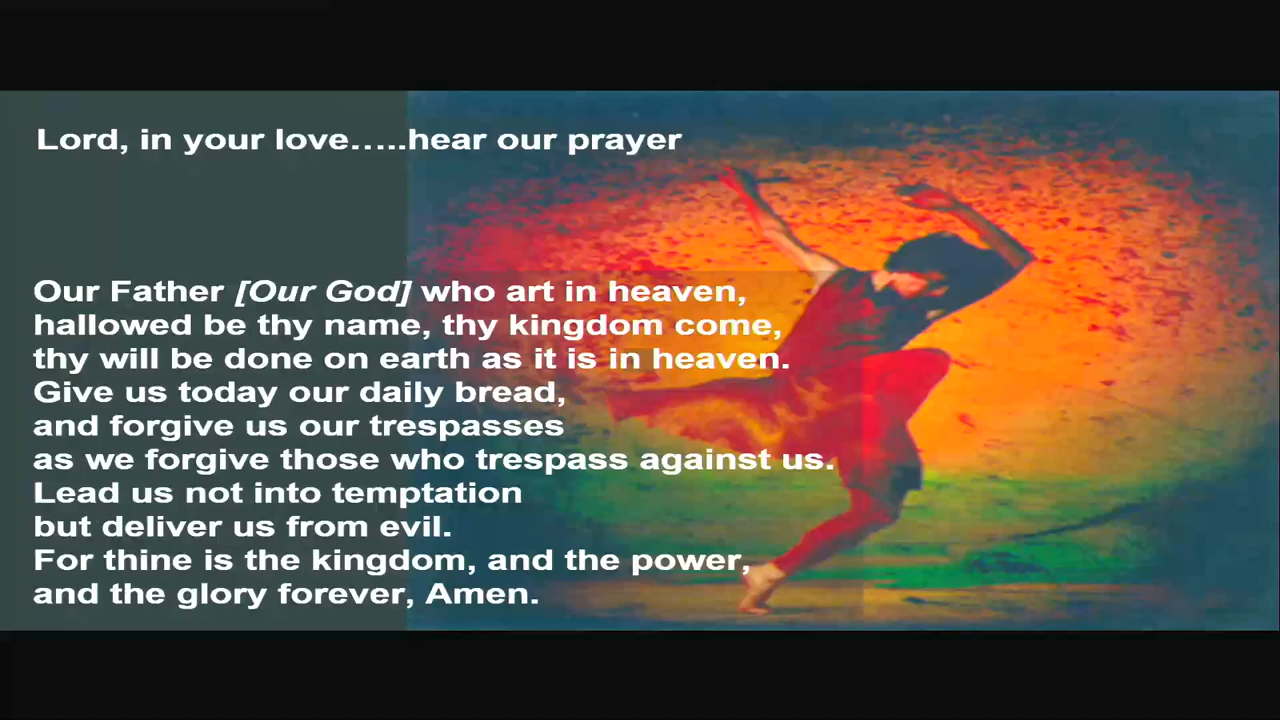 Lord, in your love…..hear our prayer
Our Father [Our God] who art in heaven,
hallowed be thy name, thy kingdom come,
thy will be done on earth as it is in heaven.
Give us today our daily bread,
and forgive us our trespasses
as we forgive those who trespass against us.
Lead us not into temptation
but deliver us from evil.
For thine is the kingdom, and the power,
and the glory forever, Amen.